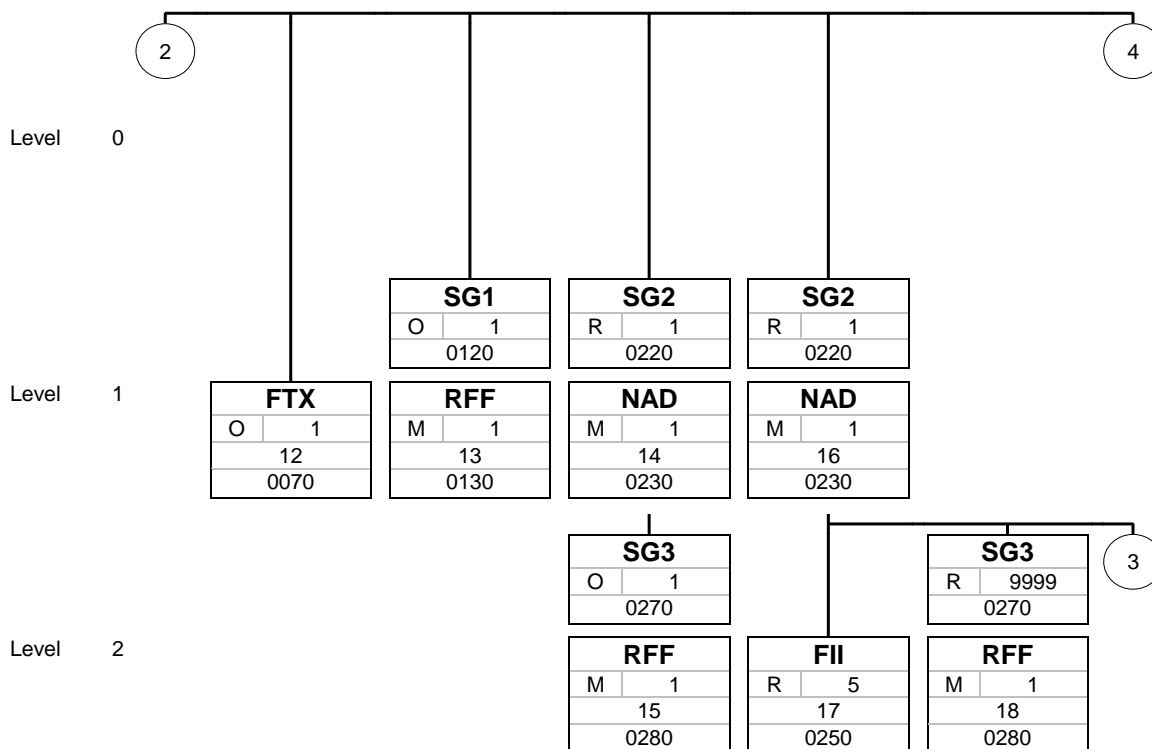 2 4
Level 0
SG1 SG2 SG2
O 1 R 1 R 1
0120 0220 0220
Level 1
FTX RFF NAD NAD
O 1 M 1 M 1 M 1
12 13 14 16
0070 0130 0230 0230
SG3 SG3 3
O 1 R 9999
0270 0270
Level 2
RFF FII RFF
M 1 R 5 M 1
15 17 18
0280 0250 0280